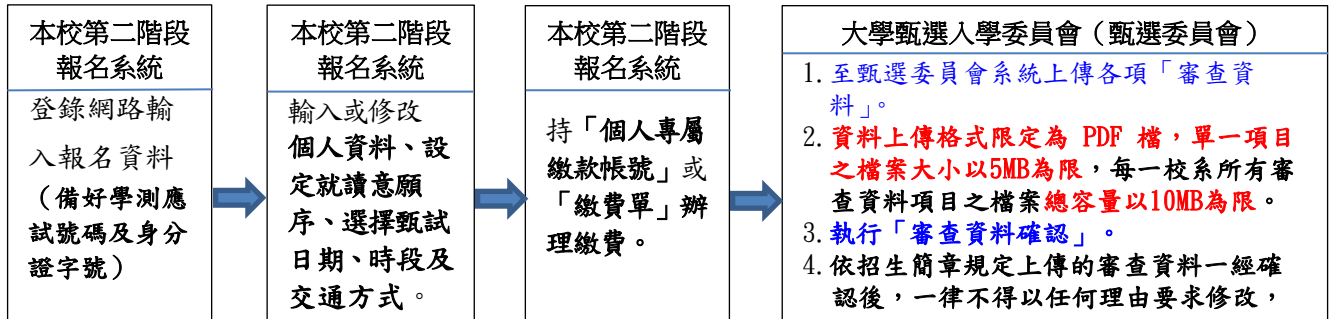 本校第二階段
報名系統
登錄網路輸
入報名資料
（備好學測應
試號碼及身分
證字號）
本校第二階段
報名系統
輸入或修改
個人資料、設
定就讀意願
序、選擇甄試
日期、時段及
交通方式。
本校第二階段
報名系統
持「個人專屬
繳款帳號」或
「繳費單」辦
理繳費。
大學甄選入學委員會（甄選委員會）
1.至甄選委員會系統上傳各項「審查資
料」。
2.資料上傳格式限定為 PDF 檔，單一項目
之檔案大小以5MB為限，每一校系所有審
查資料項目之檔案總容量以10MB為限。
3.執行「審查資料確認」。
4.依招生簡章規定上傳的審查資料一經確
認後，一律不得以任何理由要求修改，